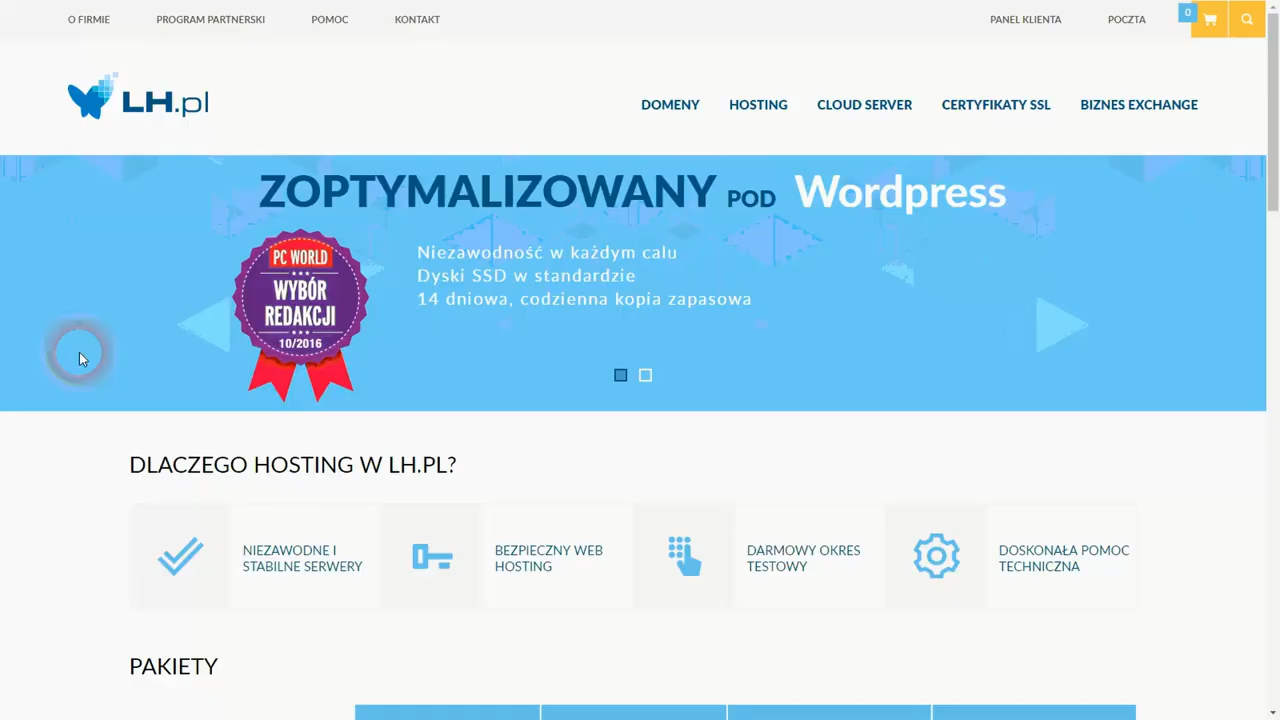 O FIRMIE PROGRAM PARTNERSKI POMOC KONTAKT PANEL KLIENTA POCZTA 0
LH.pl
DOMENY HOSTING CLOUD SERVER CERTYFIKATY SSL BIZNES EXCHANGE
ZOPTYMALIZOWANY POD Wordpress
PC WORLD
WYBÓR
REDAKCJI
10/2016
Niezawodność w każdym calu
Dyski SSD w standardzie
14 dniowa, codzienna kopia zapasowa
DLACZEGO HOSTING W LH.PL?
NIEZAWODNE I
STABILNE SERWERY
BEZPIECZNY WEB
HOSTING
DARMOWY OKRES
TESTOWY
DOSKONAŁA POMOC
TECHNICZNA
PAKIETY